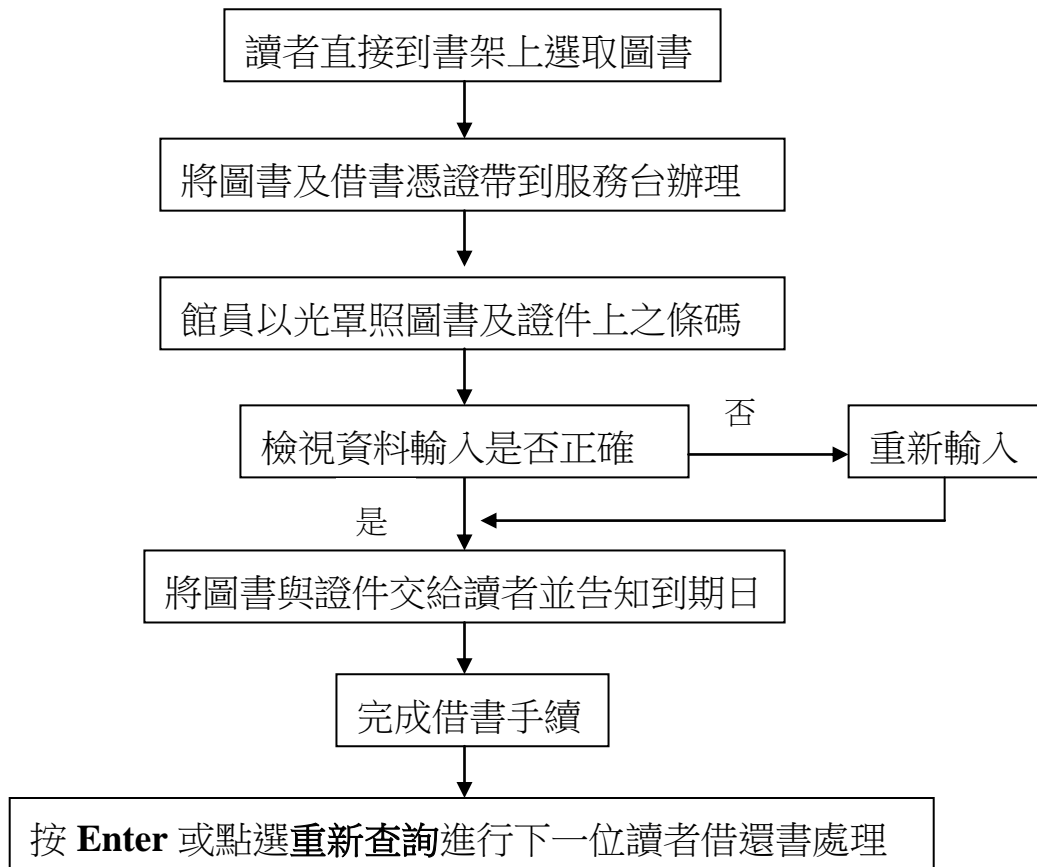 讀者直接到書架上選取圖書
將圖書及借書憑證帶到服務台辦理
館員以光罩照圖書及證件上之條碼
檢視資料輸入是否正確
否
重新輸入
是
將圖書與證件交給讀者並告知到期日
完成借書手續
按 Enter 或點選重新查詢進行下一位讀者借還書處理